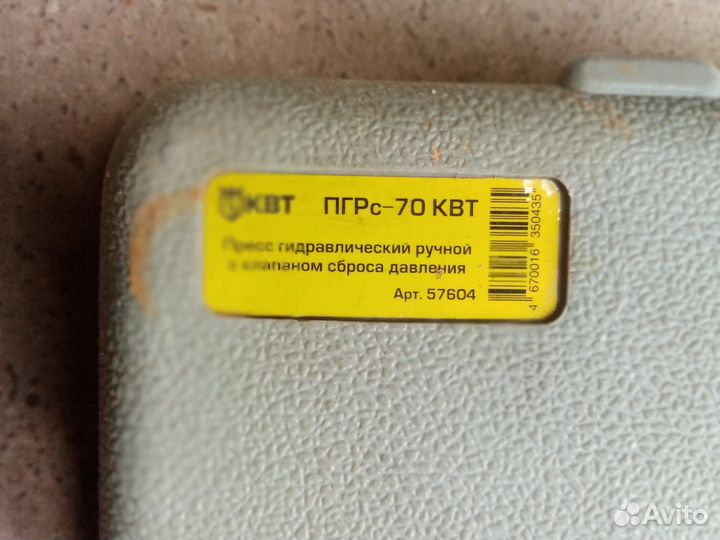 КВТ ПГРс-70 КВТ
Пресс гидравлический ручной
с клапаном сброса давления
Арт. 57604
4 670016 350435
Avito